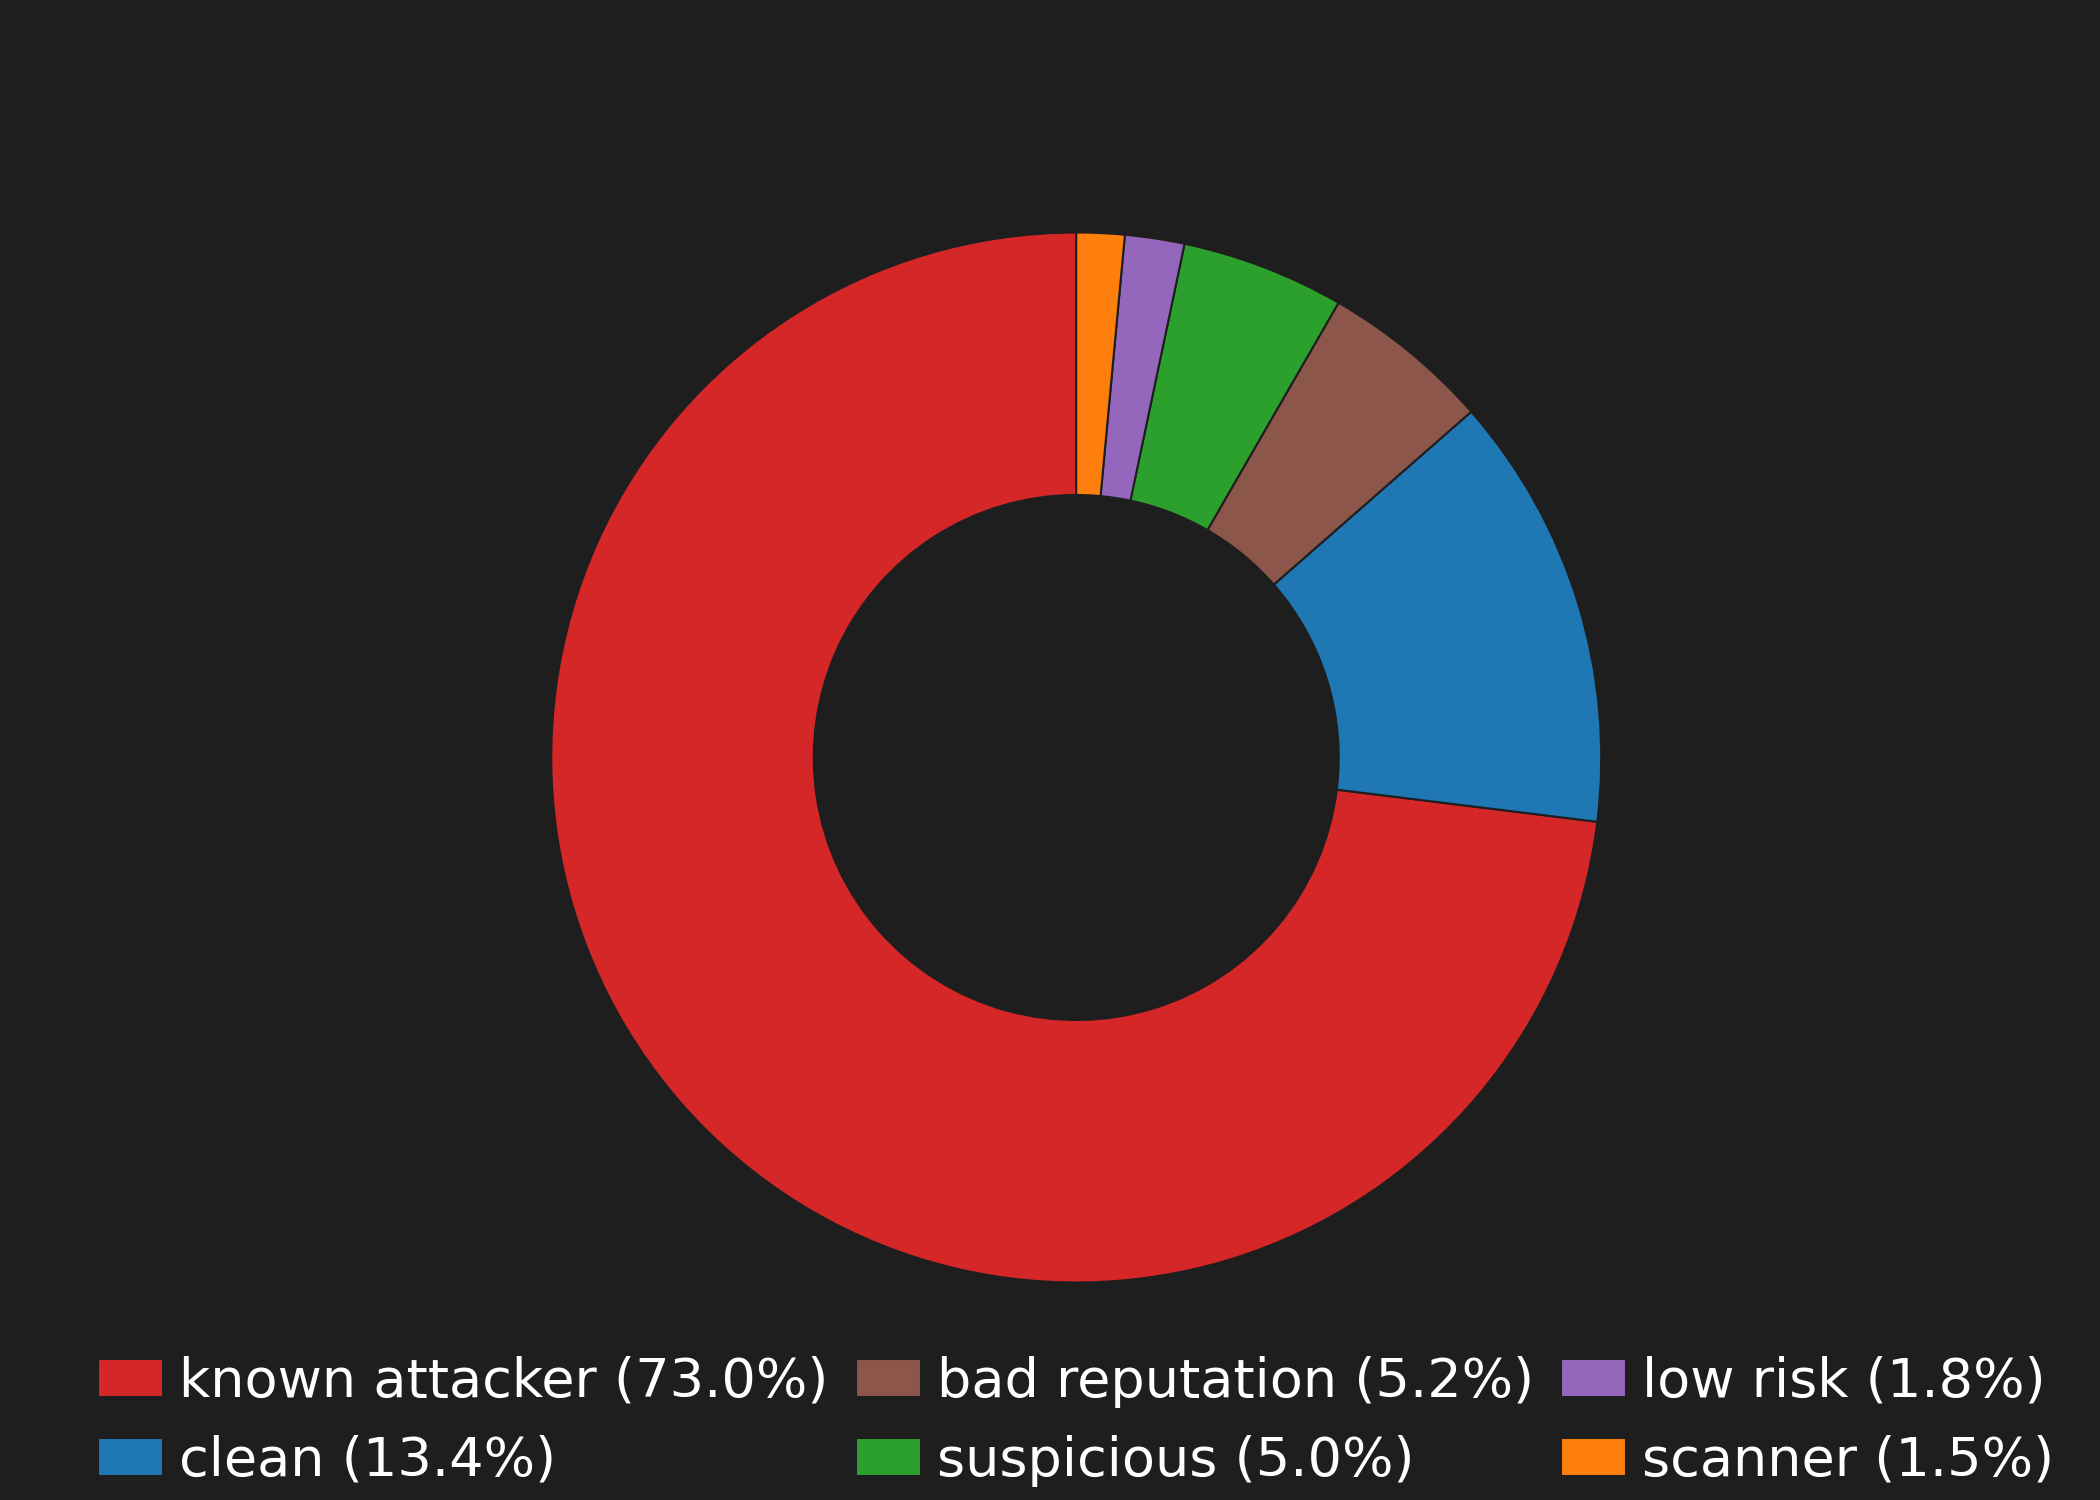 known attacker (73.0%) bad reputation (5.2%) low risk (1.8%)
clean (13.4%) suspicious (5.0%) scanner (1.5%)